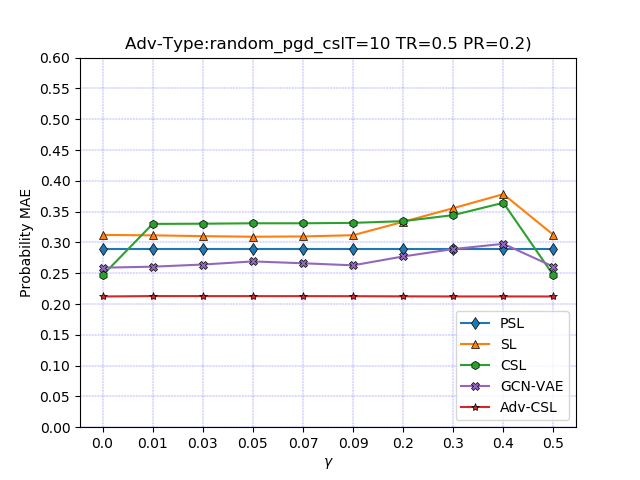 Adv-Type:random_pgd_cslT=10 TR=0.5 PR=0.2)
0.60
0.55
0.50
0.45
0.40
0.35
0.30
0.25
0.20
0.15
0.10
0.05
0.00
Probability MAE
PSL
SL
CSL
GCN-VAE
Adv-CSL
0.0 0.01 0.03 0.05 0.07 0.09 0.2 0.3 0.4 0.5
γ